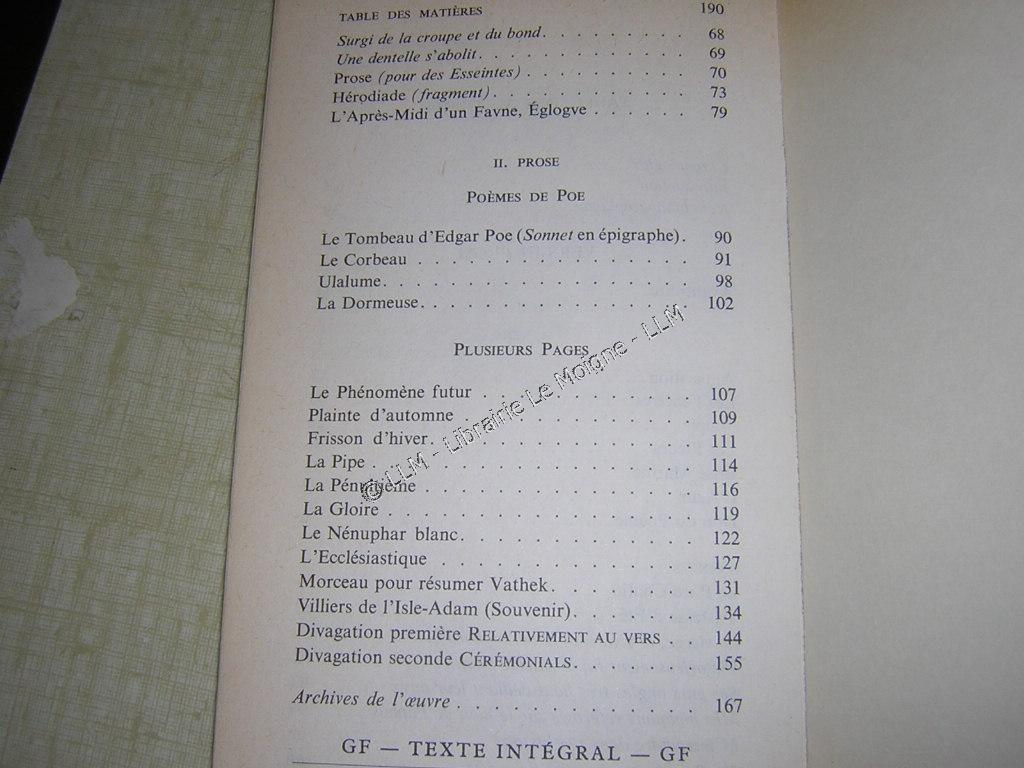 TABLE DES MATIÈRES 190
Surgi de la croupe et du bond. . . . . . . . . 68
Une dentelle s'abolit. . . . . . . . . . . . . 69
Prose (pour des Esseintes) . . . . . . . . . . 70
Hérodiade (fragment). . . . . . . . . . . . 73
L'Après-Midi d'un Favne, Églogve . . . . . . 79
II. PROSE
POÈMES DE POE
Le Tombeau d'Edgar Poe (Sonnet en épigraphe). 90
Le Corbeau . . . . . . . . . . . . . . . . 91
Ulalume. . . . . . . . . . . . . . . . . . 98
La Dormeuse. . . . . . . . . . . . . . . . 102
PLUSIEURS PAGES
Le Phénomène futur . . . . . . . . . . . . 107
Plainte d'automne . . . . . . . . . . . . . 109
Frisson d'hiver. . . . . . . . . . . . . . . 111
La Pipe . . . . . . . . . . . . . . . . . . 114
La Pénultième . . . . . . . . . . . . . . . 116
La Gloire . . . . . . . . . . . . . . . . . 119
Le Nénuphar blanc. . . . . . . . . . . . . 122
L'Ecclésiastique . . . . . . . . . . . . . . 127
Morceau pour résumer Vathek. . . . . . . . 131
Villiers de l'Isle-Adam (Souvenir). . . . . . . 134
Divagation première RELATIVEMENT AU VERS . . 144
Divagation seconde CÉRÉMONIALS. . . . . . . 155
Archives de l'œuvre . . . . . . . . . . . . . 167
GF — TEXTE INTÉGRAL — GF
© LLM - Librairie Le Moigne - LLM